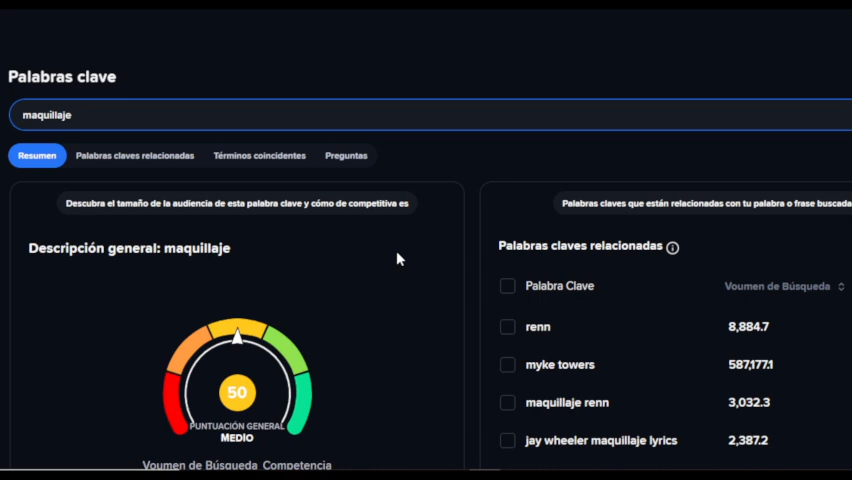 Palabras clave
maquillaje
Resumen Palabras claves relacionadas Términos coincidentes Preguntas
Descubra el tamaño de la audiencia de esta palabra clave y cómo de competitiva es
Descripción general: maquillaje
50
PUNTUACIÓN GENERAL
MEDIO
Voumen de Búsqueda Competencia
Palabras claves que están relacionadas con tu palabra o frase buscada
Palabras claves relacionadas
Palabra Clave Voumen de Búsqueda
renn 8,884.7
myke towers 587,177.1
maquillaje renn 3,032.3
jay wheeler maquillaje lyrics 2,387.2